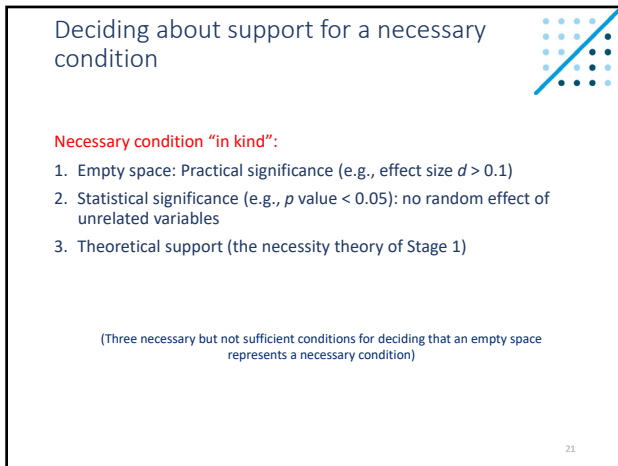 Deciding about support for a necessary
condition
Necessary condition “in kind”:
1. Empty space: Practical significance (e.g., effect size d > 0.1)
2. Statistical significance (e.g., p value < 0.05): no random effect of
unrelated variables
3. Theoretical support (the necessity theory of Stage 1)
(Three necessary but not sufficient conditions for deciding that an empty space
represents a necessary condition)
21